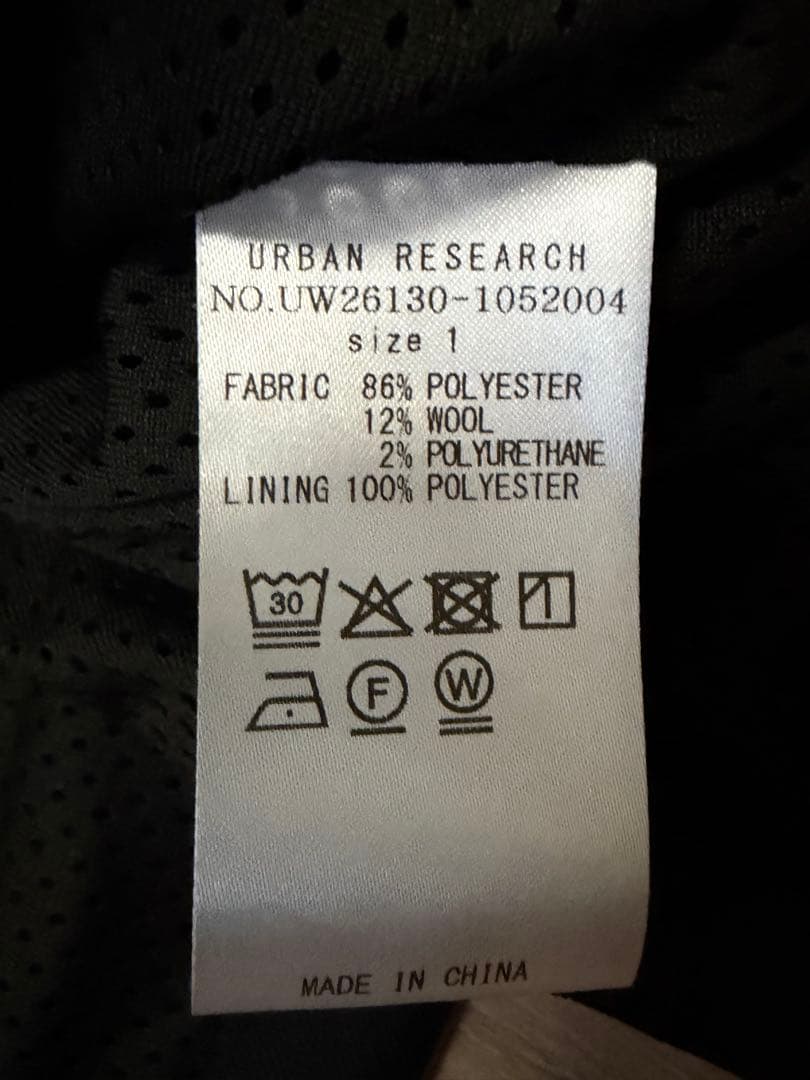 URBAN RESEARCH
NO.UW26130-1052004
size 1
FABRIC 86% POLYESTER
12% WOOL
2% POLYURETHANE
LINING 100% POLYESTER
30
F W
MADE IN CHINA